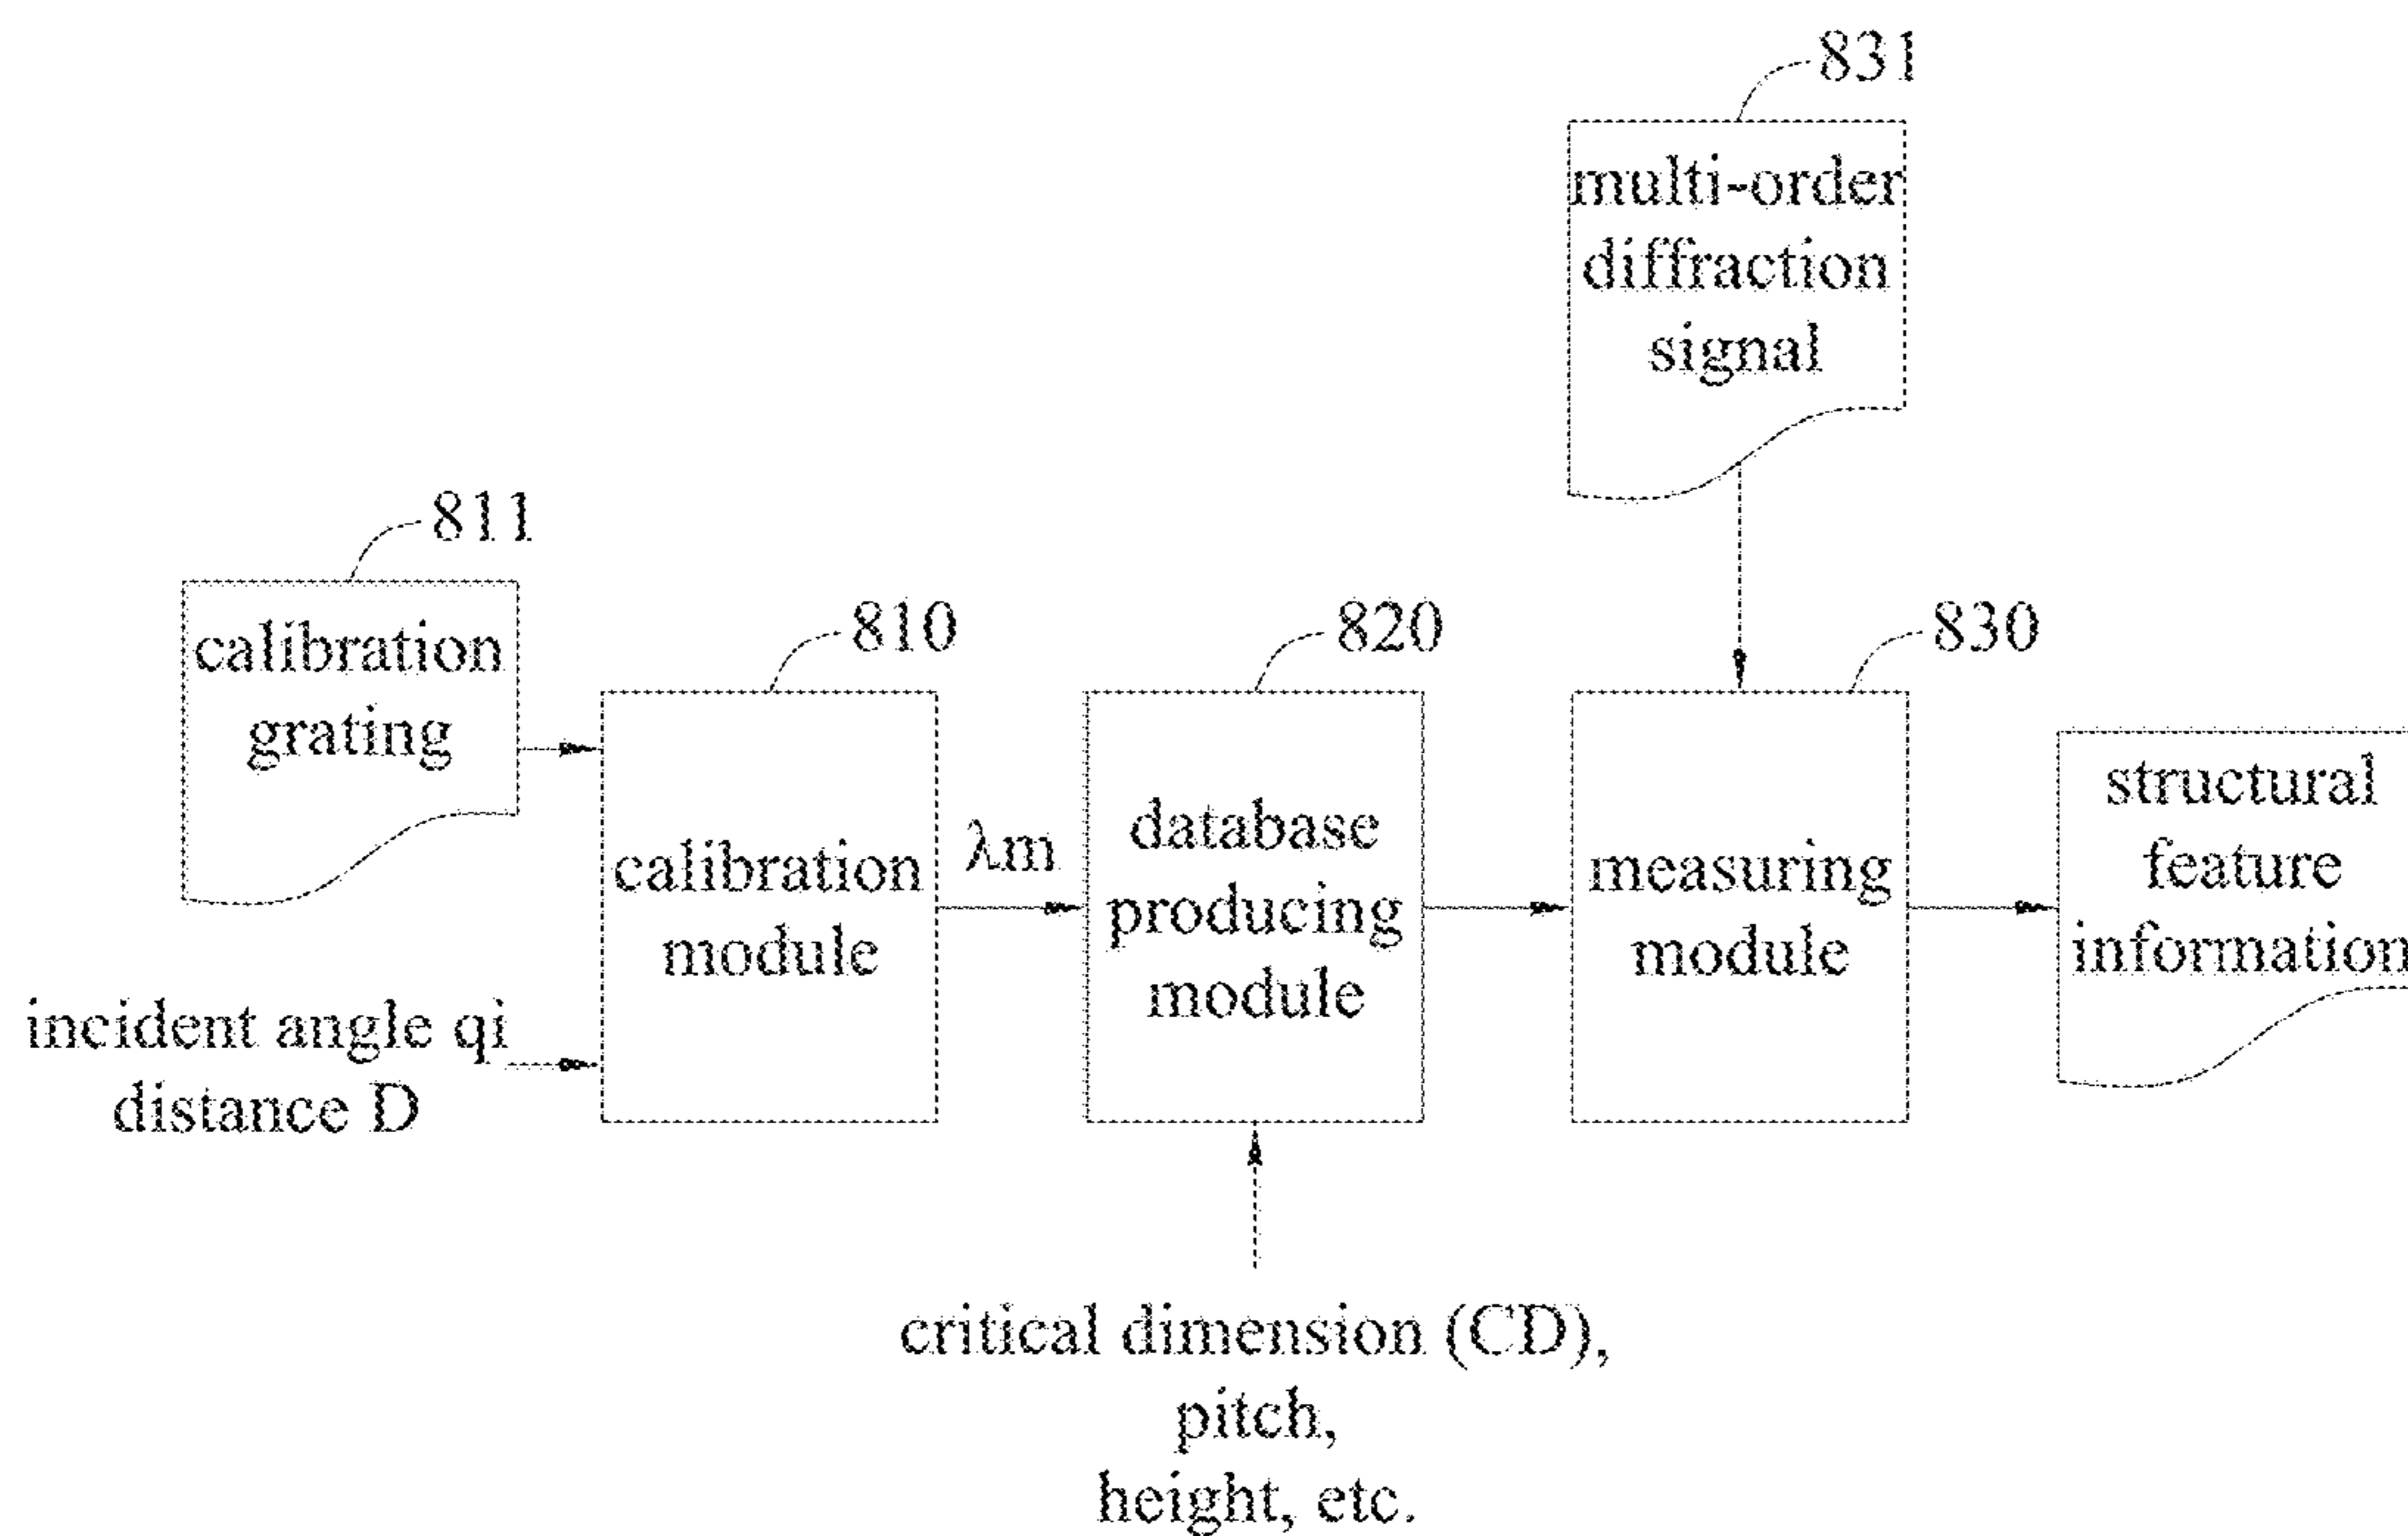 831
multi-order
diffraction
signal
811
calibration
grating
810
820
830
calibration
module
λm
database
producing
module
measuring
module
structural
feature
information
incident angle qi
distance D
critical dimension (CD),
pitch,
height, etc.